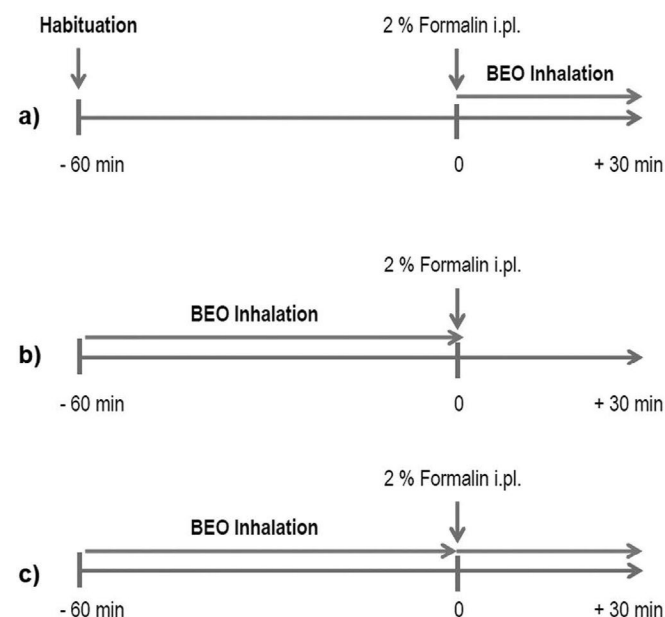 Habituation
2 % Formalin i.pl.
BEO Inhalation
a)
- 60 min
0
+ 30 min
2 % Formalin i.pl.
BEO Inhalation
b)
- 60 min
0
+ 30 min
2 % Formalin i.pl.
BEO Inhalation
c)
- 60 min
0
+ 30 min